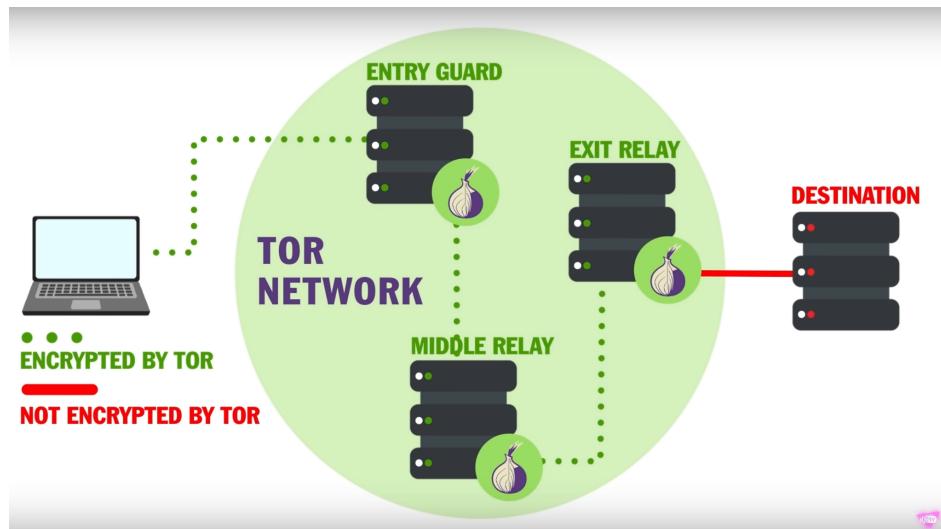 ENTRY GUARD
EXIT RELAY
DESTINATION
TOR
NETWORK
MIDDLE RELAY
ENCRYPTED BY TOR
NOT ENCRYPTED BY TOR